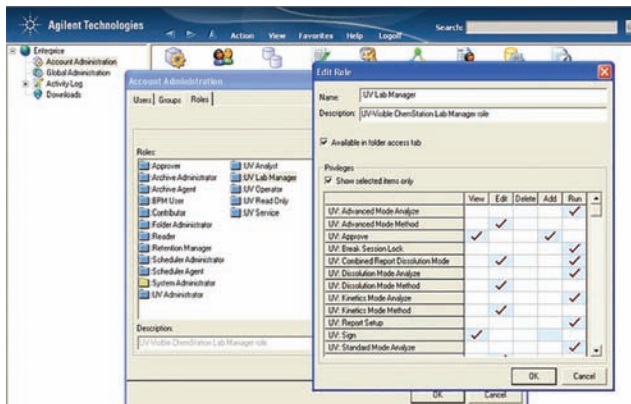 Agilent Technologies
Action View Favorites Help Logoff
Search:
Enterprise
Account Administration
Global Administration
Activity Log
Downloads
Account Administration
Users Groups Roles
Roles:
Approver
Archive Administrator
Archive Agent
BPM User
Contributor
Folder Administrator
Reader
Retention Manager
Scheduler Administrator
Scheduler Agent
System Administrator
UV Administrator
UV Analyst
UV Lab Manager
UV Operator
UV Read Only
UV Service
Description:
UV-Visible ChemStation Lab Manager role
OK Cancel
Edit Role
Name: UV Lab Manager
Description: UV-Visible ChemStation Lab Manager role
Available in folder access tab
Privileges
Show selected items only
View Edit Delete Add Run
UV: Advanced Mode Analyze
UV: Advanced Mode Method
UV: Approve
UV: Break Session Lock
UV: Combined Report Dissolution Mode
UV: Dissolution Mode Analyze
UV: Dissolution Mode Method
UV: Kinetics Mode Analyze
UV: Kinetics Mode Method
UV: Report Setup
UV: Sign
UV: Standard Mode Analyze
OK Cancel